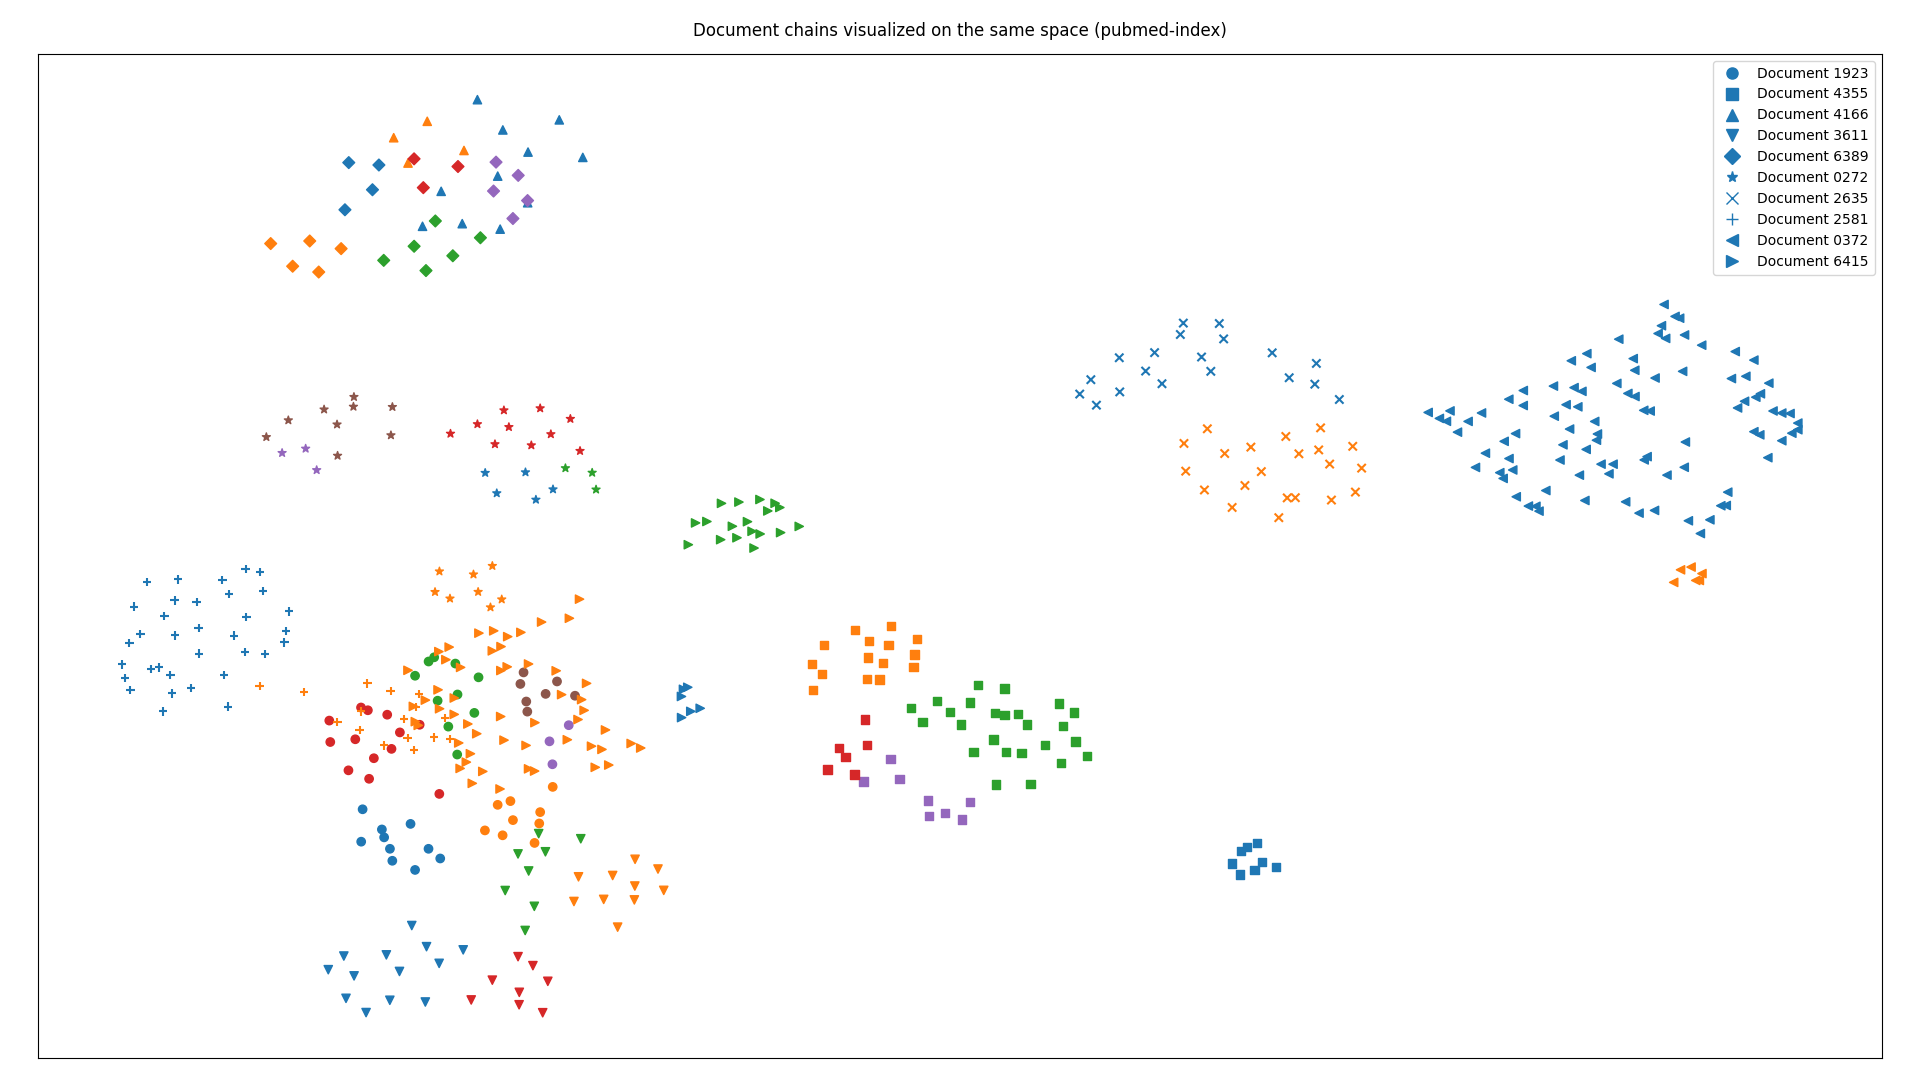 Document chains visualized on the same space (pubmed-index)
Document 1923
Document 4355
Document 4166
Document 3611
Document 6389
Document 0272
Document 2635
Document 2581
Document 0372
Document 6415